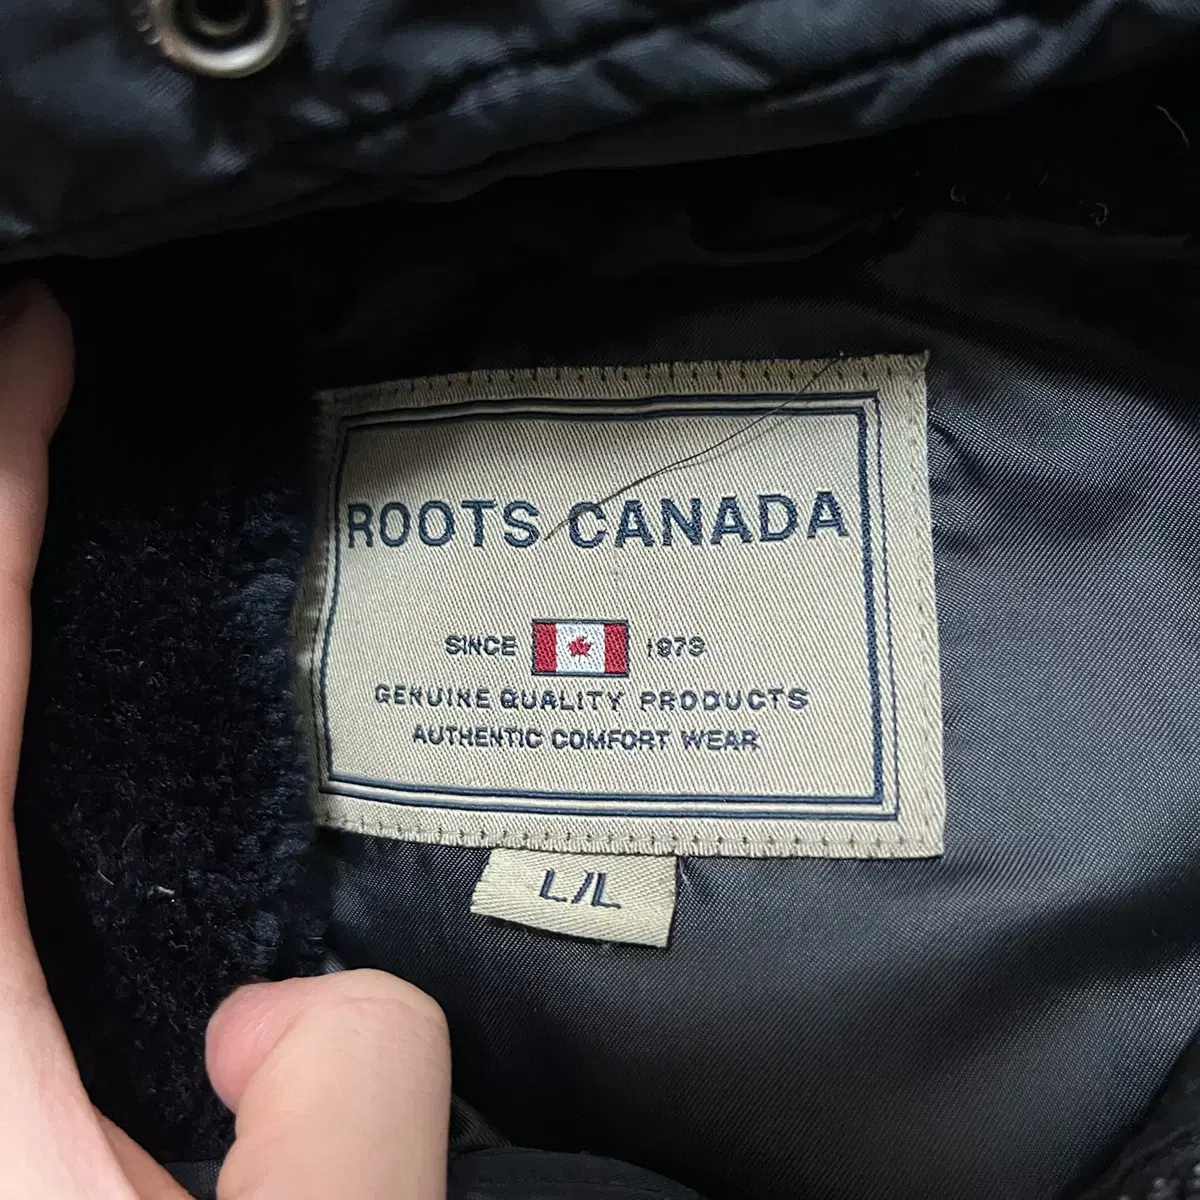 ROOTS CANADA
SINCE 1973
GENUINE QUALITY PRODUCTS
AUTHENTIC COMFORT WEAR
L/L